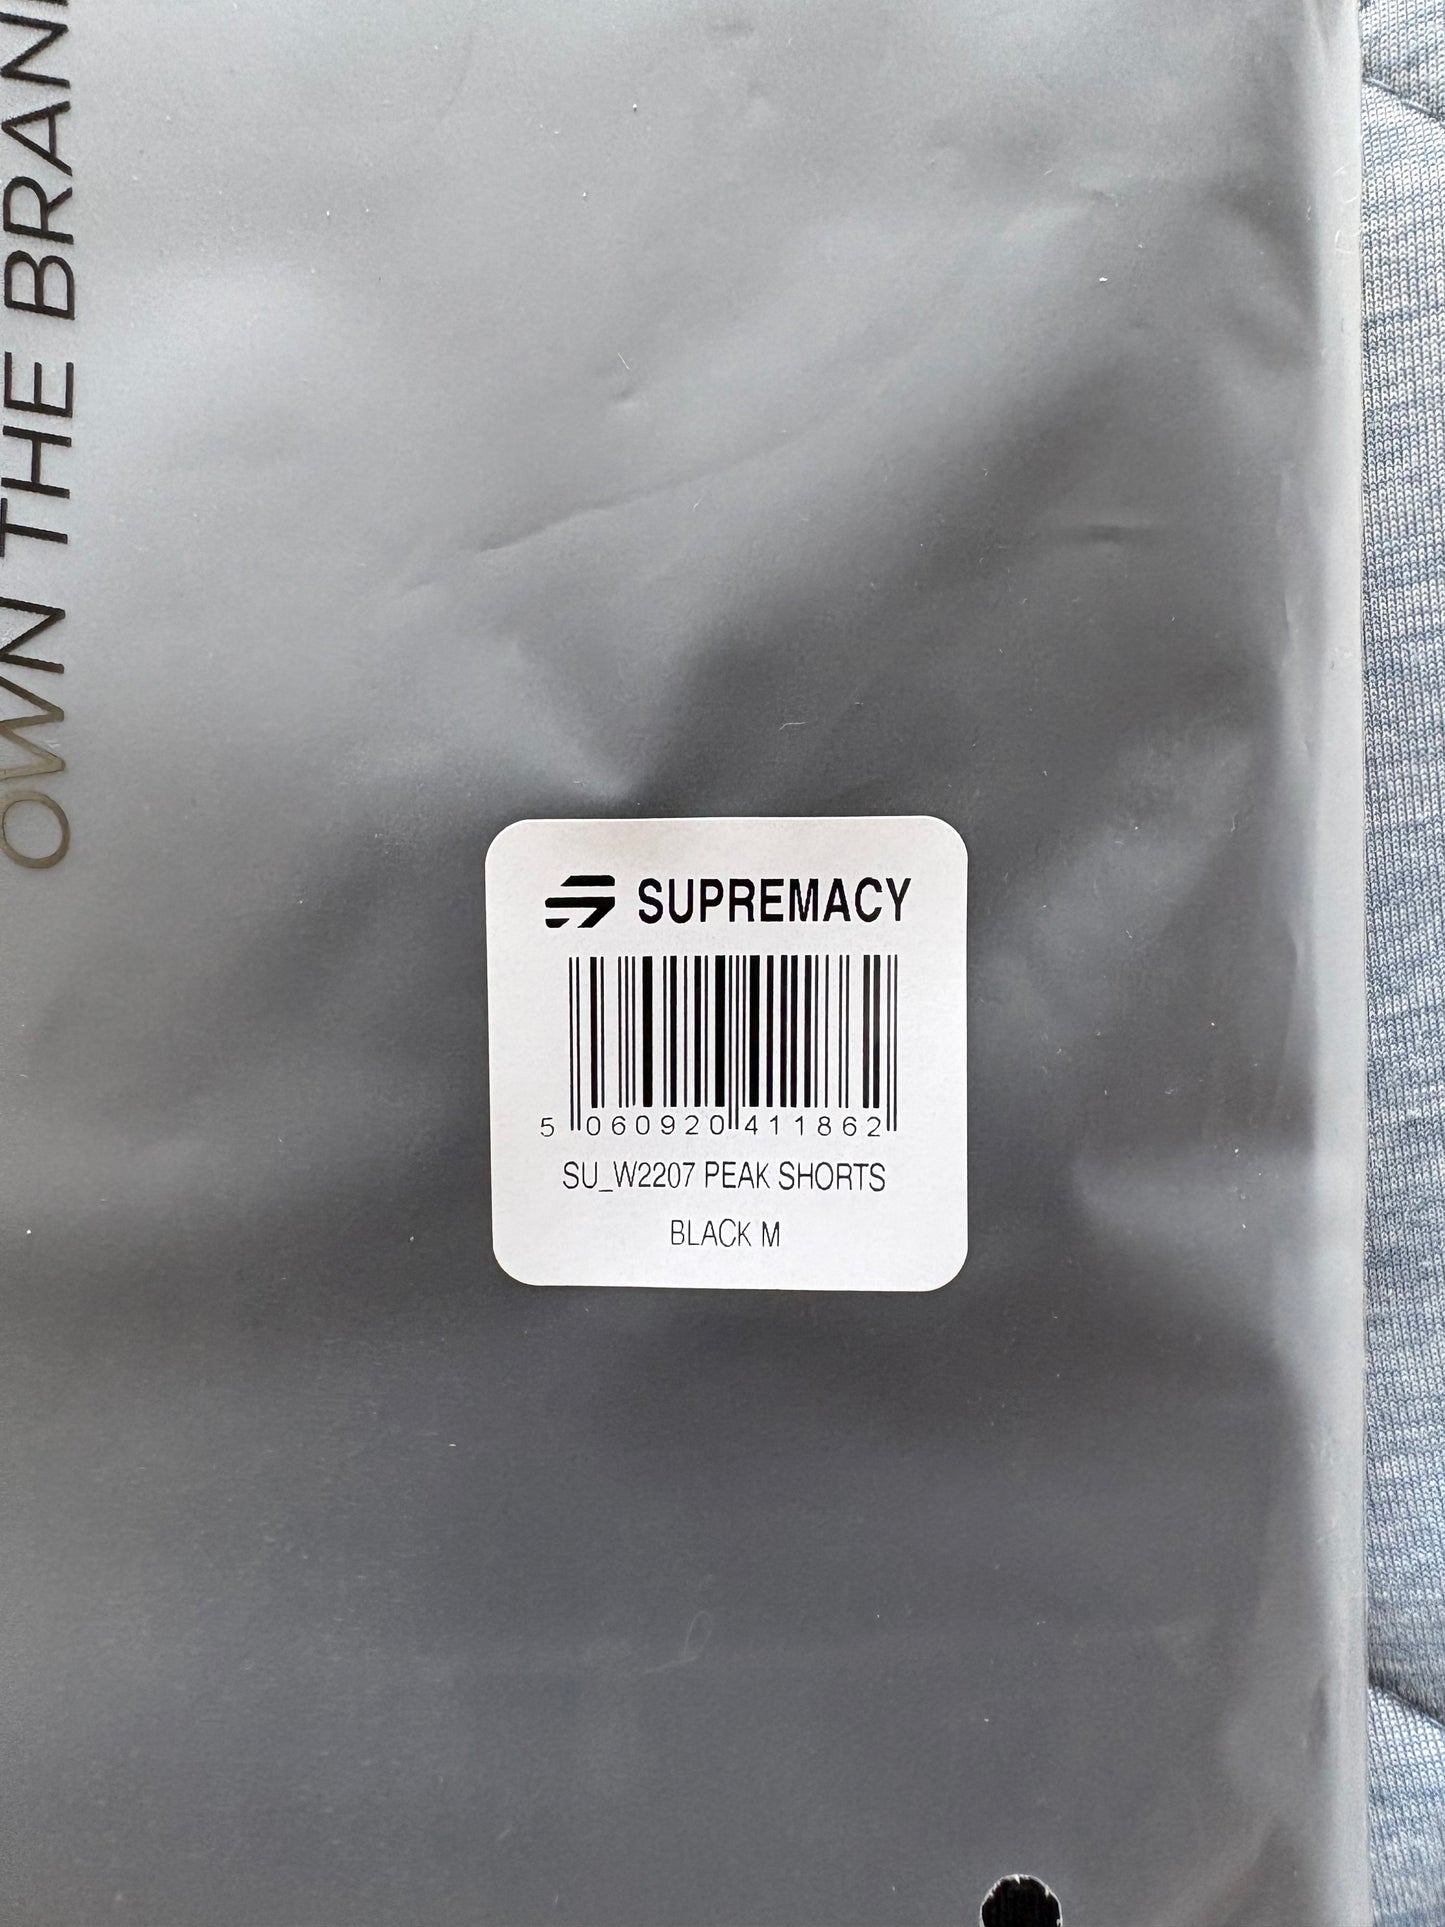 OWN THE BRAN
SUPREMACY
5 060920 411862
SU_W2207 PEAK SHORTS
BLACK M